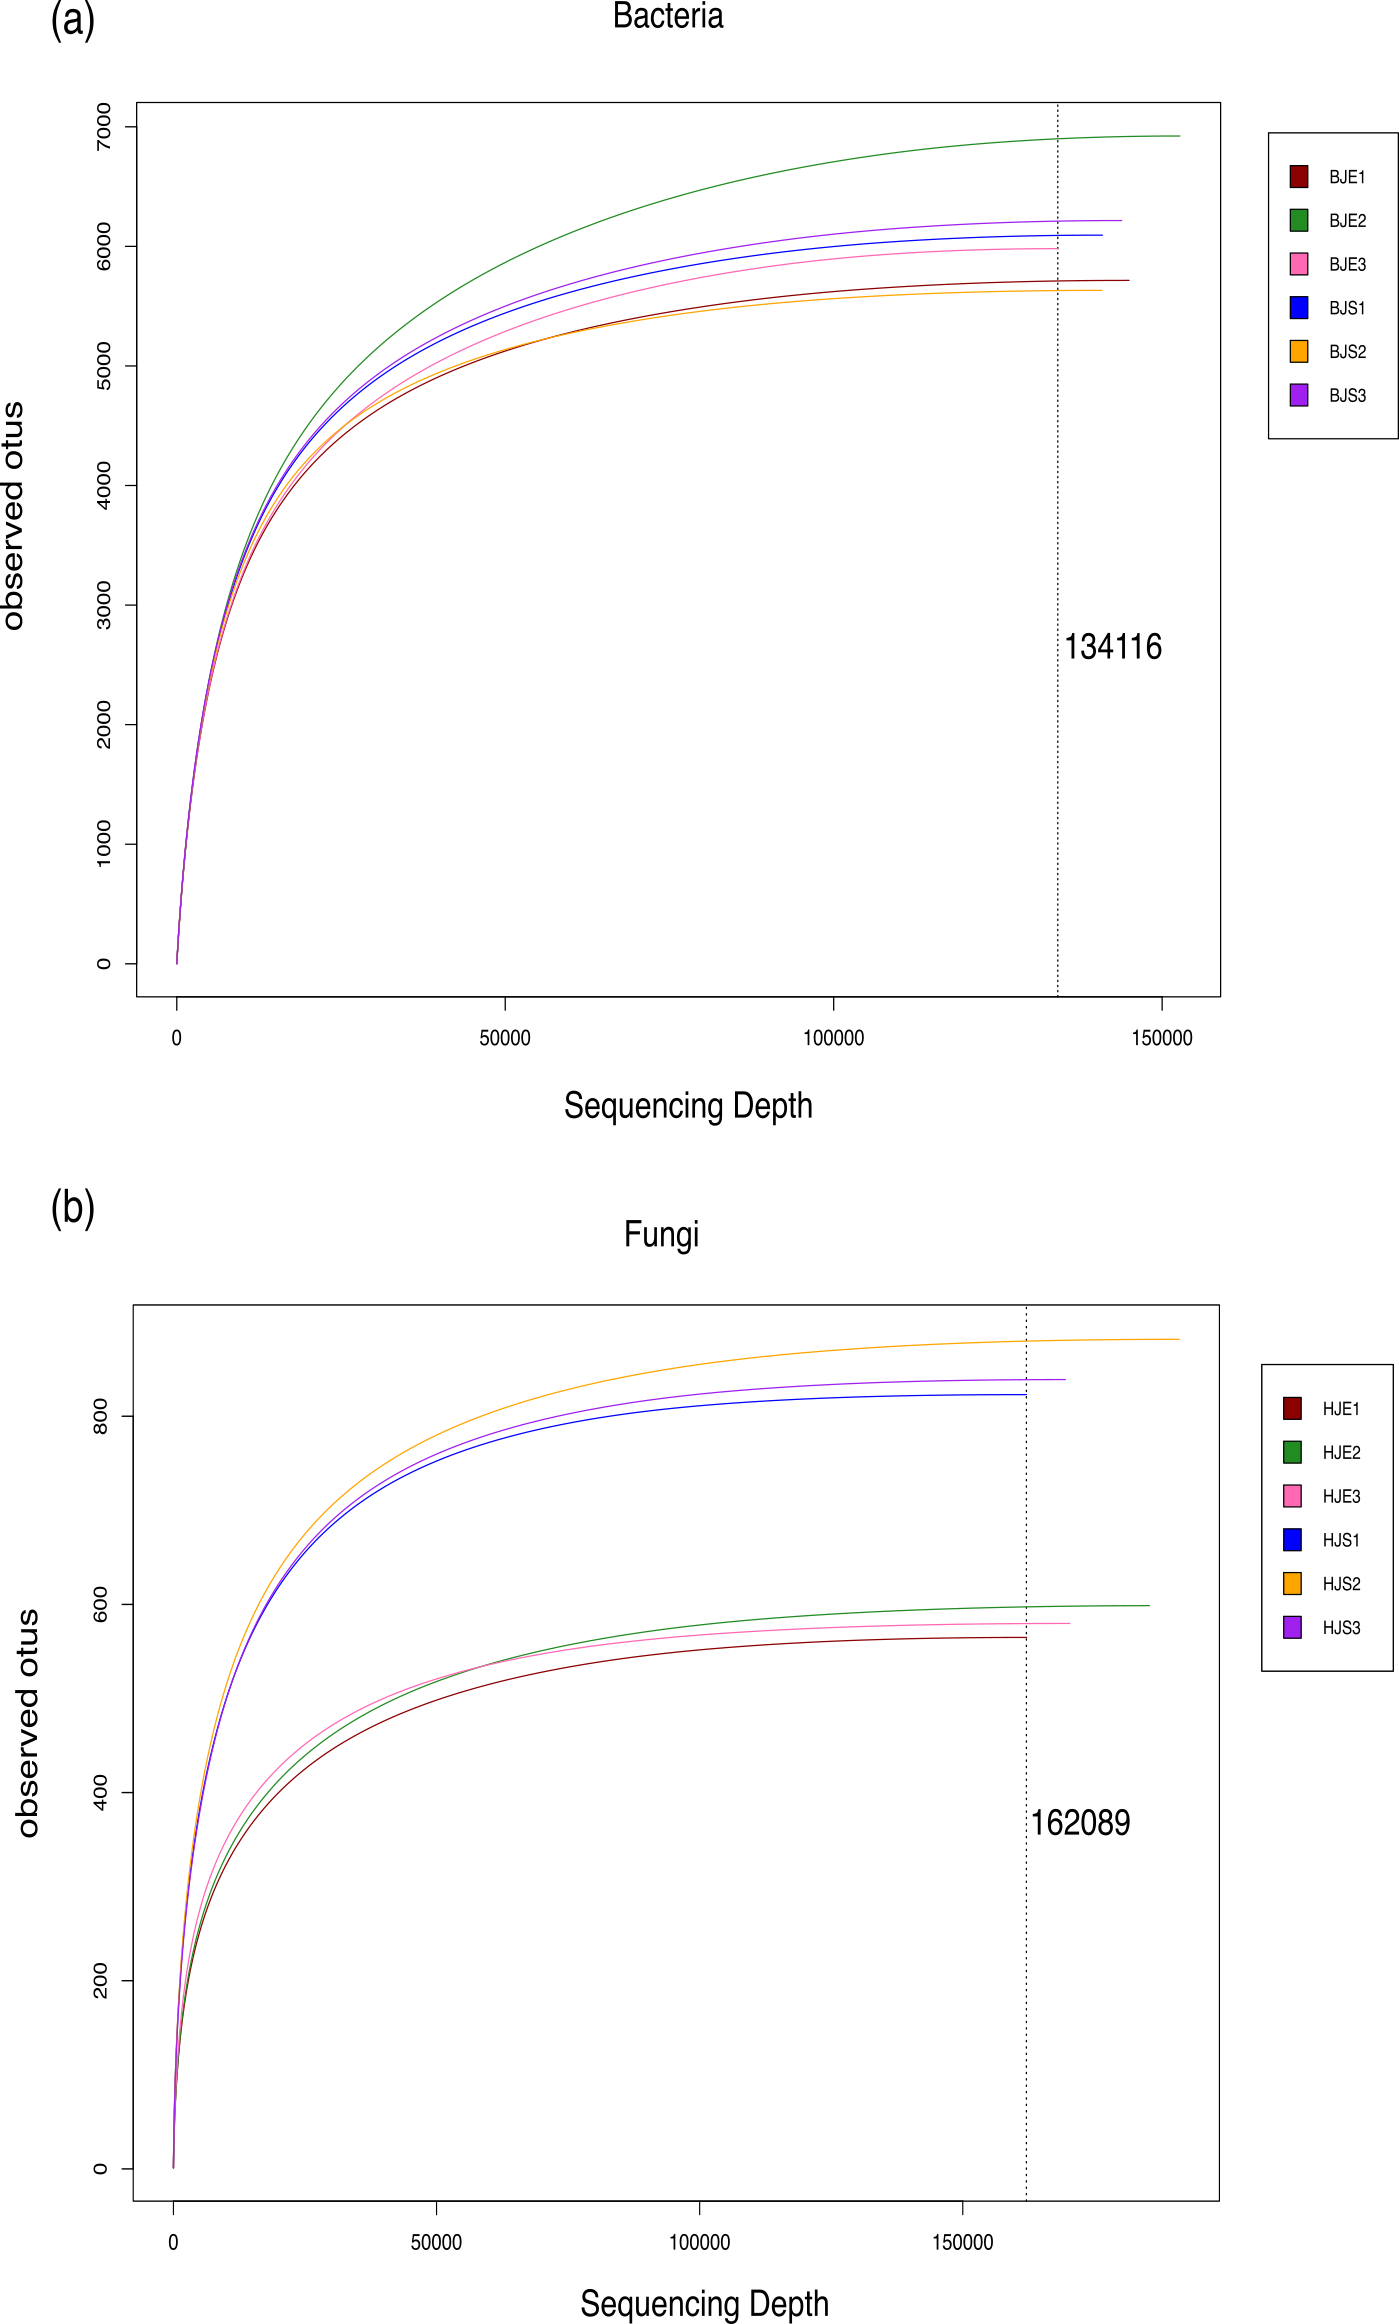 (a)
Bacteria
7000
6000
5000
4000
3000
2000
1000
0
observed otus
134116
0 50000 100000 150000
Sequencing Depth
BJE1
BJE2
BJE3
BJS1
BJS2
BJS3
(b)
Fungi
800
600
400
200
0
observed otus
162089
0 50000 100000 150000
Sequencing Depth
HJE1
HJE2
HJE3
HJS1
HJS2
HJS3